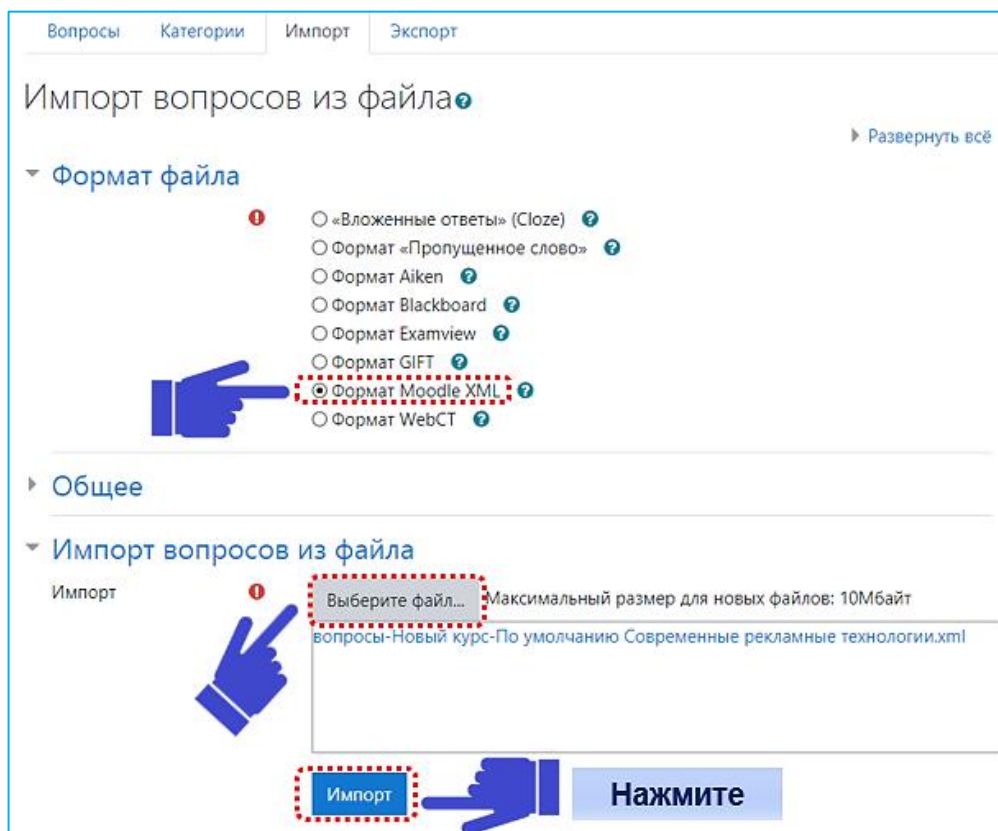 Вопросы Категории Импорт Экспорт
Импорт вопросов из файла
Развернуть всё
Формат файла
«Вложенные ответы» (Cloze)
Формат «Пропущенное слово»
Формат Aiken
Формат Blackboard
Формат Examview
Формат GIFT
Формат Moodle XML
Формат WebCT
Общее
Импорт вопросов из файла
Импорт Выберите файл... Максимальный размер для новых файлов: 10Мбайт
вопросы-Новый курс-По умолчанию Современные рекламные технологии.xml
Импорт Нажмите